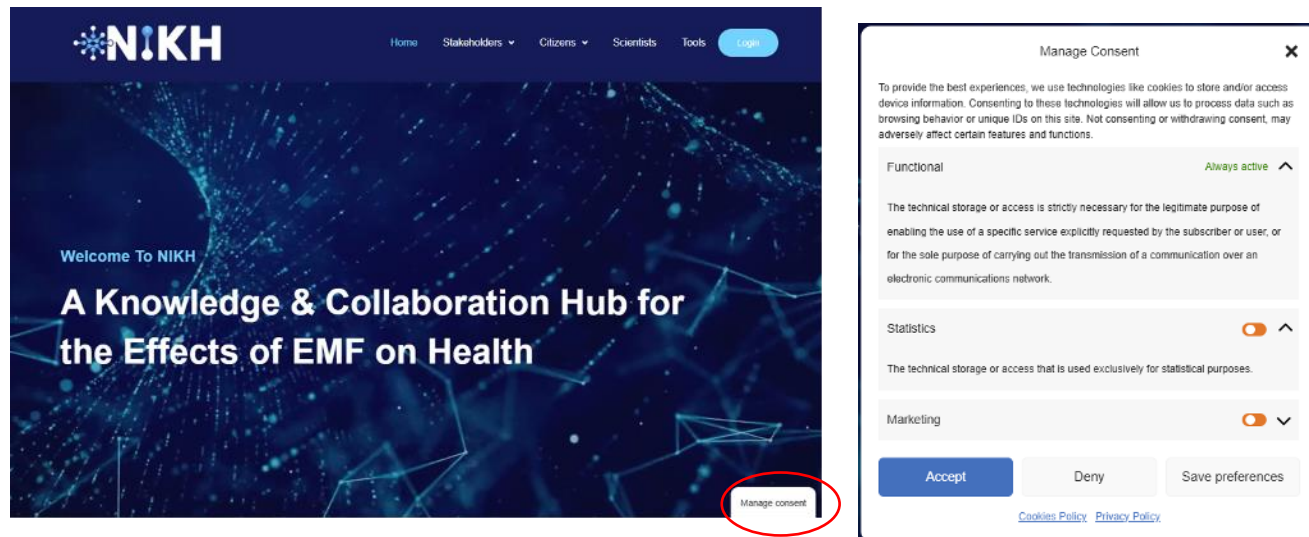 NIKH
Home Stakeholders Citizens Scientists Tools Login
Welcome To NIKH
A Knowledge & Collaboration Hub for
the Effects of EMF on Health
Manage consent
Manage Consent
To provide the best experiences, we use technologies like cookies to store and/or access
device information. Consenting to these technologies will allow us to process data such as
browsing behavior or unique IDs on this site. Not consenting or withdrawing consent, may
adversely affect certain features and functions.
Functional Always active
The technical storage or access is strictly necessary for the legitimate purpose of
enabling the use of a specific service explicitly requested by the subscriber or user, or
for the sole purpose of carrying out the transmission of a communication over an
electronic communications network.
Statistics
The technical storage or access that is used exclusively for statistical purposes.
Marketing
Accept Deny Save preferences
Cookies Policy Privacy Policy